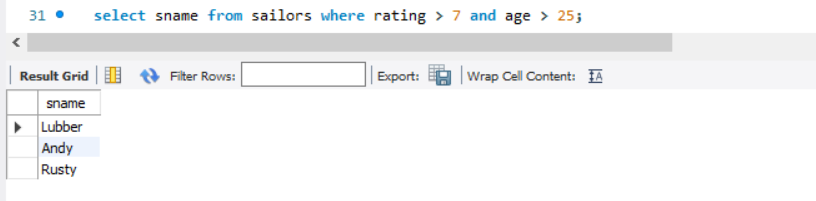 31 select sname from sailors where rating > 7 and age > 25;
Result Grid Filter Rows: Export: Wrap Cell Content: IA
sname
Lubber
Andy
Rusty